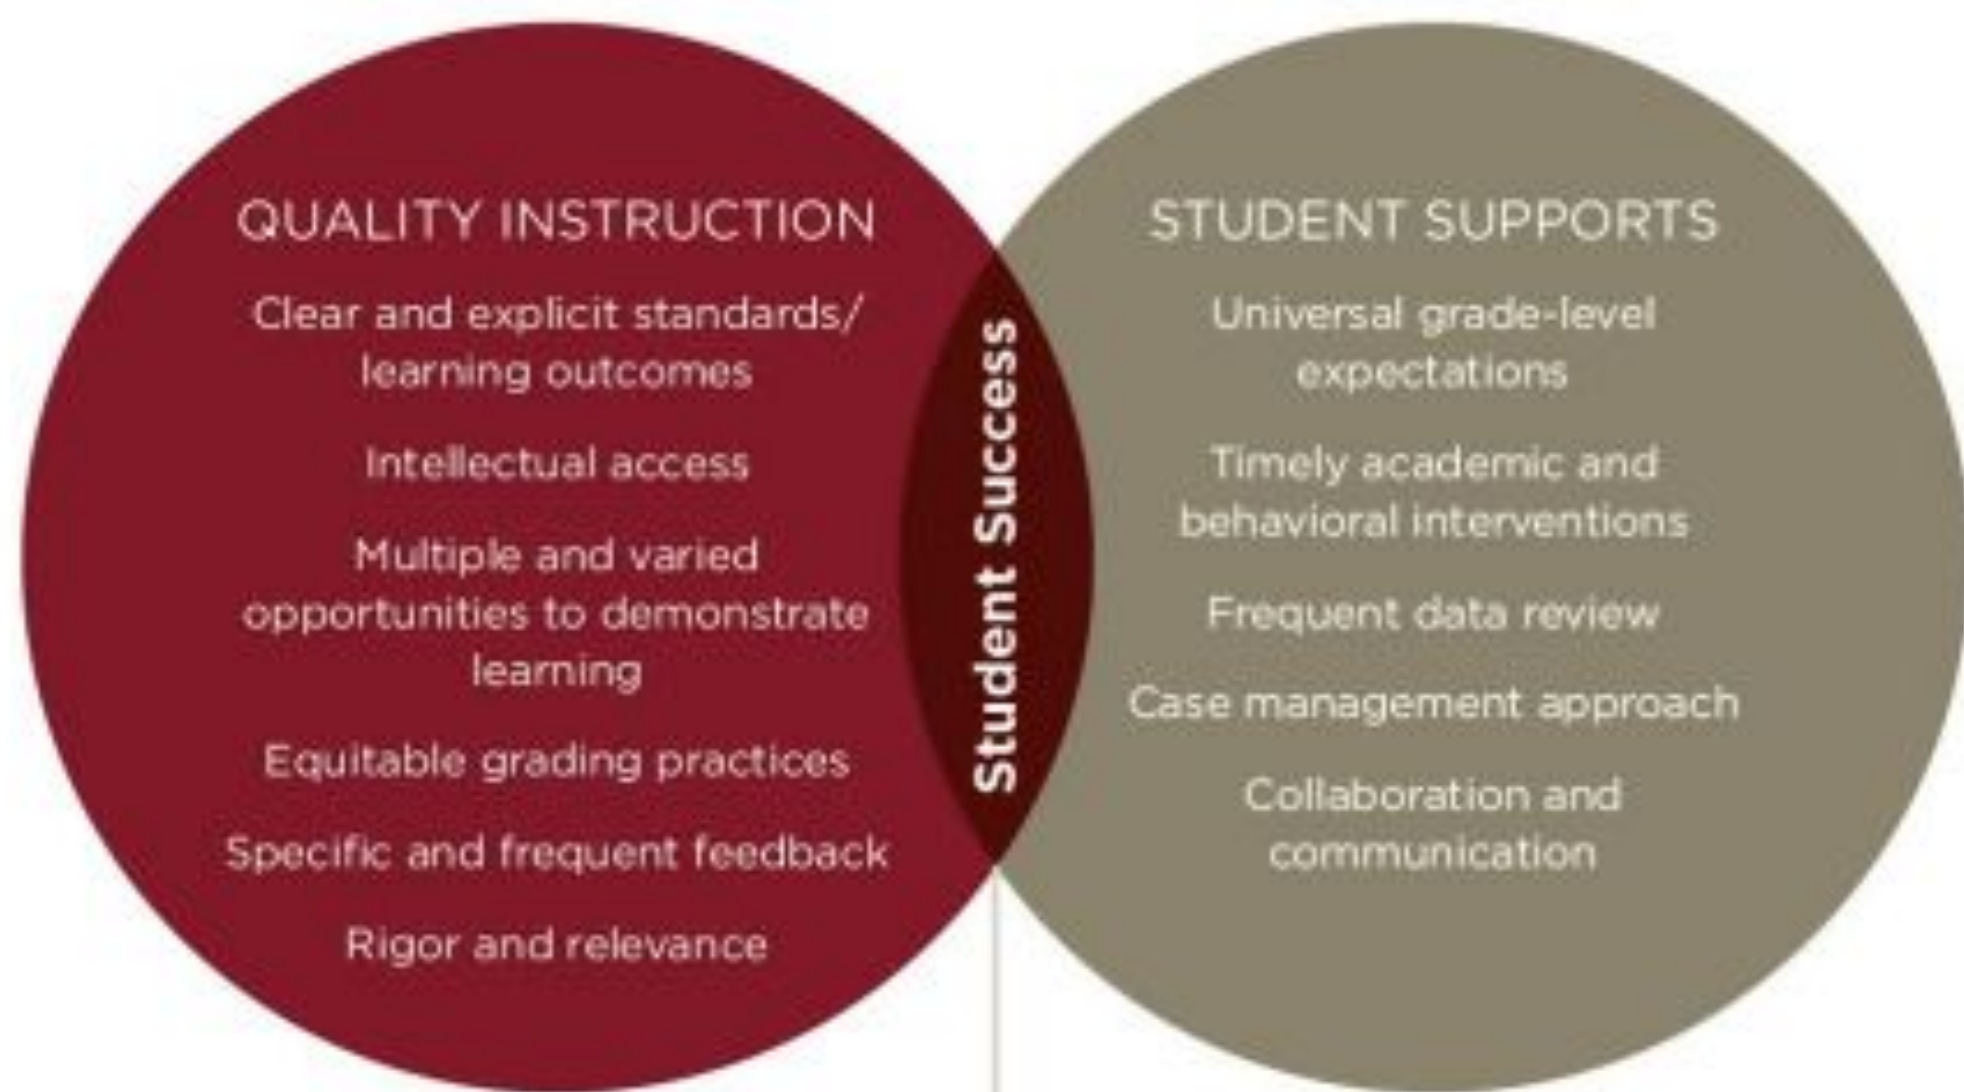 QUALITY INSTRUCTION
Clear and explicit standards/
learning outcomes
Intellectual access
Multiple and varied
opportunities to demonstrate
learning
Equitable grading practices
Specific and frequent feedback
Rigor and relevance
Student Success
STUDENT SUPPORTS
Universal grade-level
expectations
Timely academic and
behavioral interventions
Frequent data review
Case management approach
Collaboration and
communication